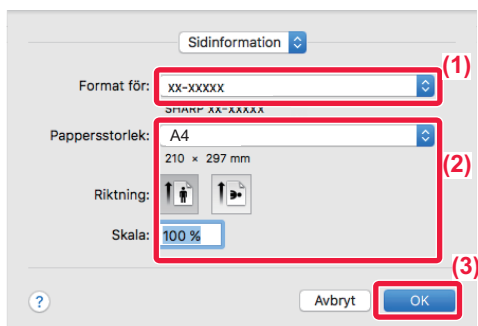 Sidinformation
(1)
Format för: xx-xxxxx
SHARP xx-xxxxx
Pappersstorlek: A4
210 × 297 mm
(2)
Riktning:
Skala: 100 %
(3)
? Avbryt OK